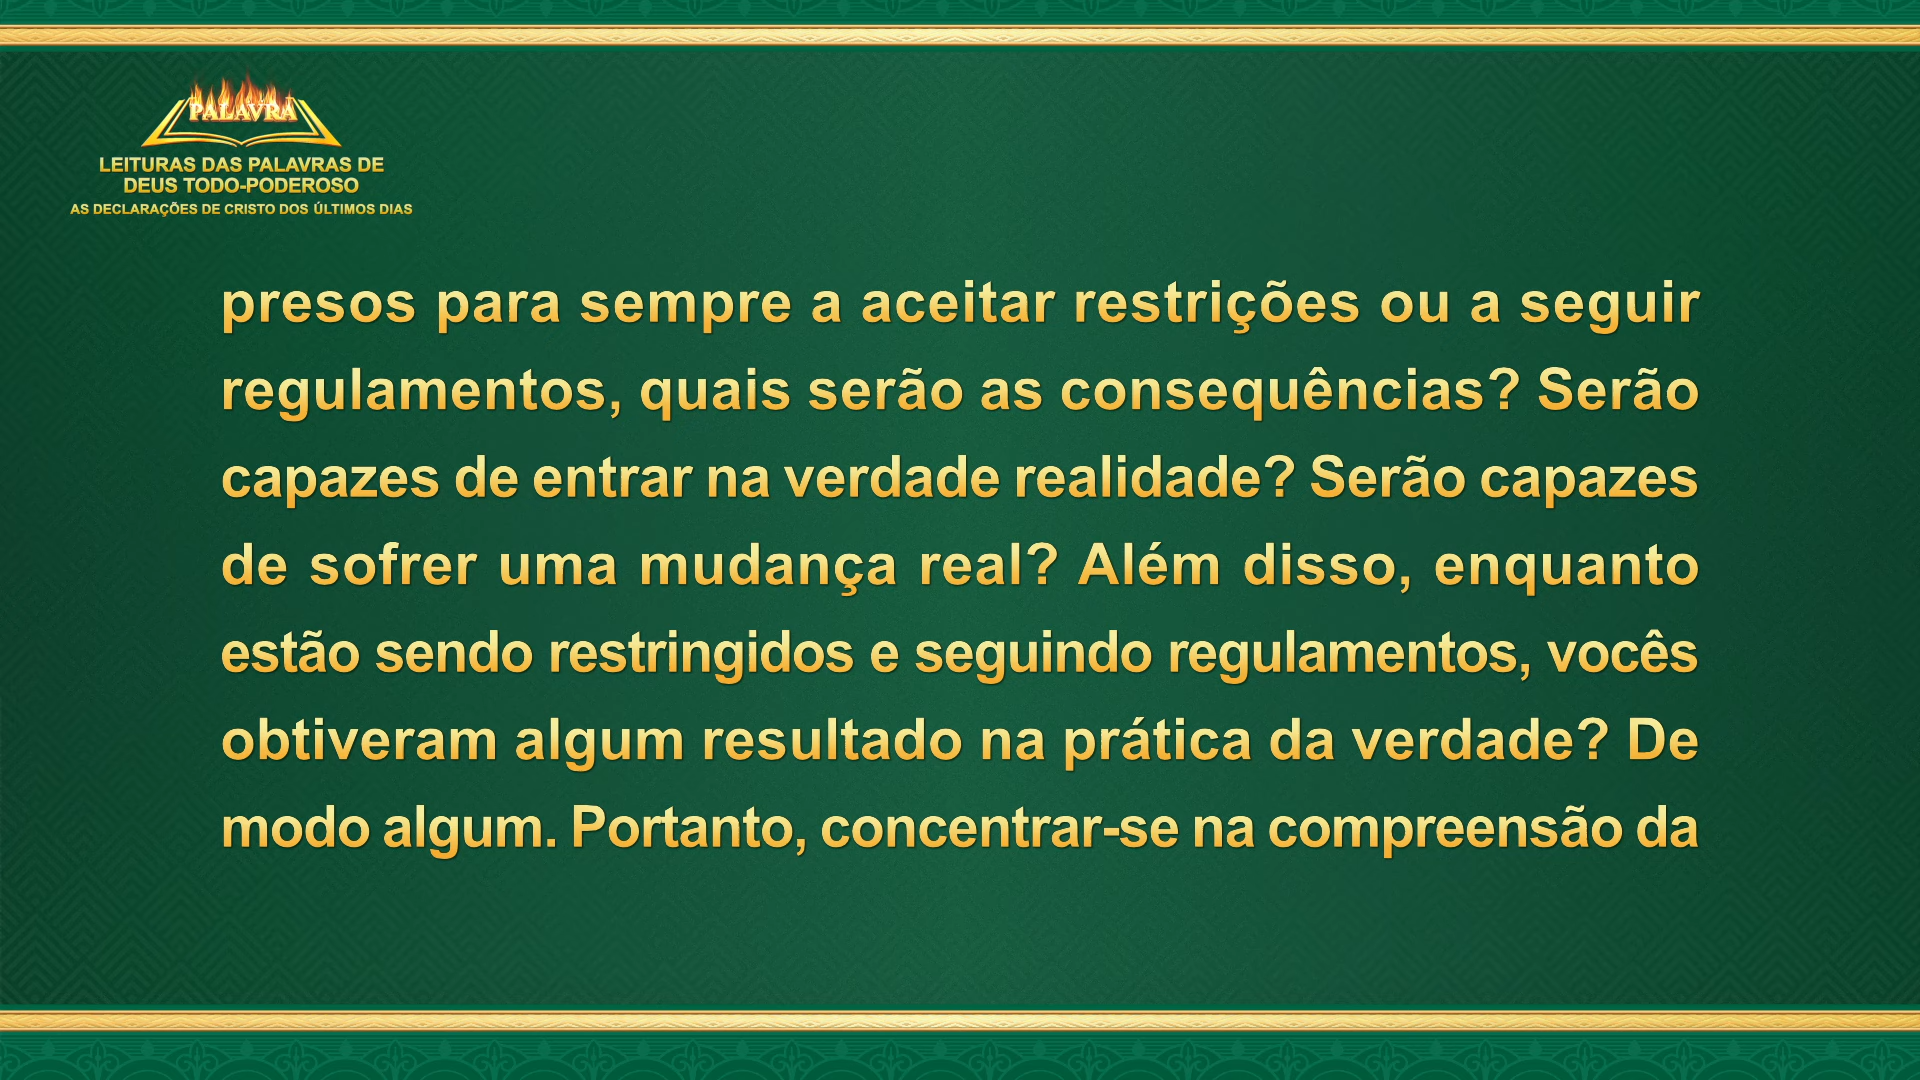 PALAVRA
LEITURAS DAS PALAVRAS DE
DEUS TODO-PODEROSO
AS DECLARAÇÕES DE CRISTO DOS ÚLTIMOS DIAS
presos para sempre a aceitar restrições ou a seguir
regulamentos, quais serão as consequências? Serão
capazes de entrar na verdade realidade? Serão capazes
de sofrer uma mudança real? Além disso, enquanto
estão sendo restringidos e seguindo regulamentos, vocês
obtiveram algum resultado na prática da verdade? De
modo algum. Portanto, concentrar-se na compreensão da